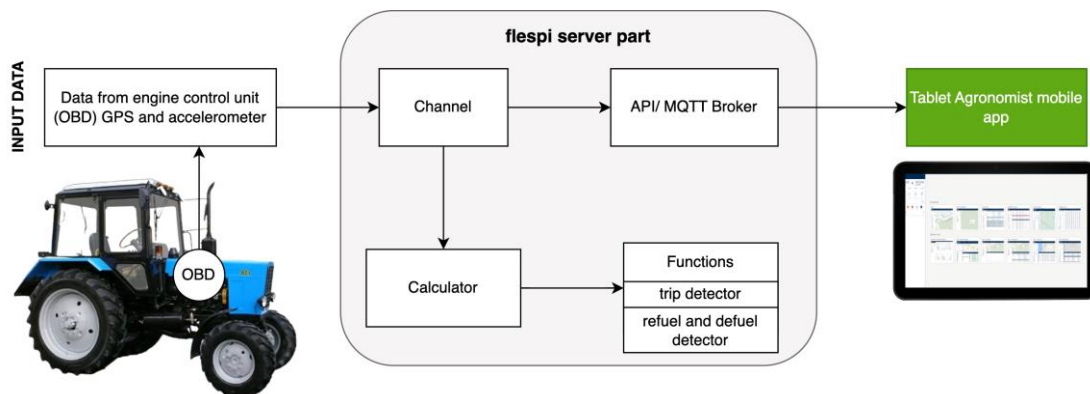 flespi server part
INPUT DATA
Data from engine control unit
(OBD) GPS and accelerometer
Channel
API/ MQTT Broker
Tablet Agronomist mobile
app
OBD
Calculator
Functions
trip detector
refuel and defuel
detector